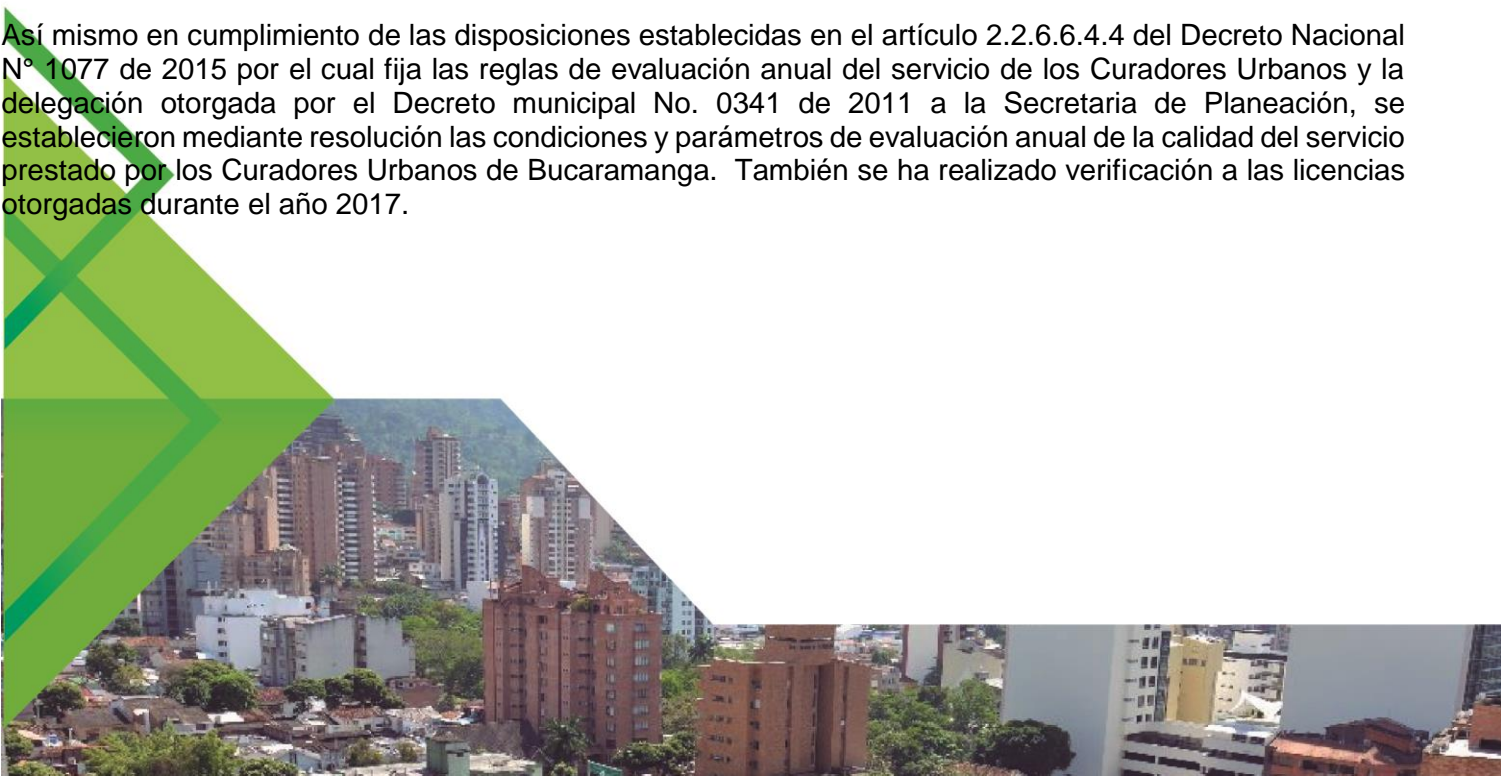 Así mismo en cumplimiento de las disposiciones establecidas en el artículo 2.2.6.6.4.4 del Decreto Nacional
N° 1077 de 2015 por el cual fija las reglas de evaluación anual del servicio de los Curadores Urbanos y la
delegación otorgada por el Decreto municipal No. 0341 de 2011 a la Secretaria de Planeación, se
establecieron mediante resolución las condiciones y parámetros de evaluación anual de la calidad del servicio
prestado por los Curadores Urbanos de Bucaramanga. También se ha realizado verificación a las licencias
otorgadas durante el año 2017.